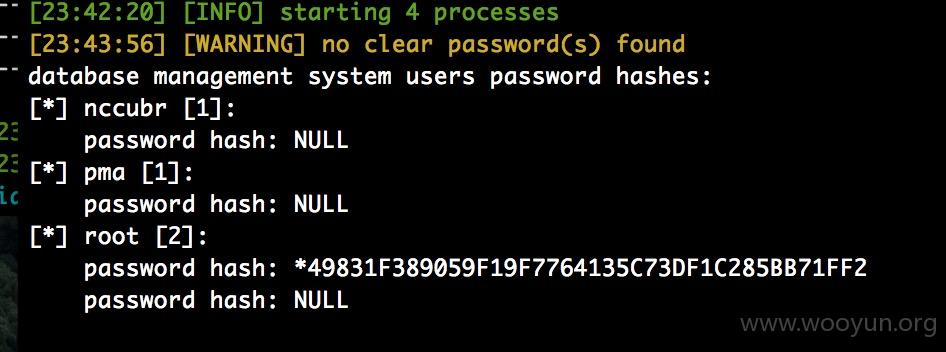 [23:42:20] [INFO] starting 4 processes
[23:43:56] [WARNING] no clear password(s) found
database management system users password hashes:
[*] nccubr [1]:
    password hash: NULL
[*] pma [1]:
    password hash: NULL
[*] root [2]:
    password hash: *49831F389059F19F7764135C73DF1C285BB71FF2
    password hash: NULL
www.wooyun.org